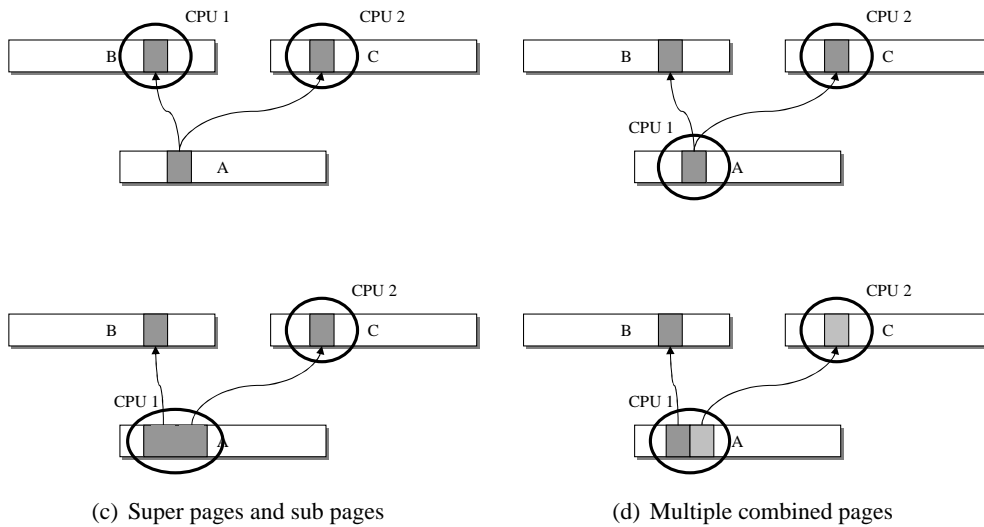 CPU 1
CPU 2
B
C
A
CPU 2
B
C
CPU 1
A
CPU 2
B
C
CPU 1
A
(c) Super pages and sub pages
CPU 2
B
C
CPU 1
A
(d) Multiple combined pages